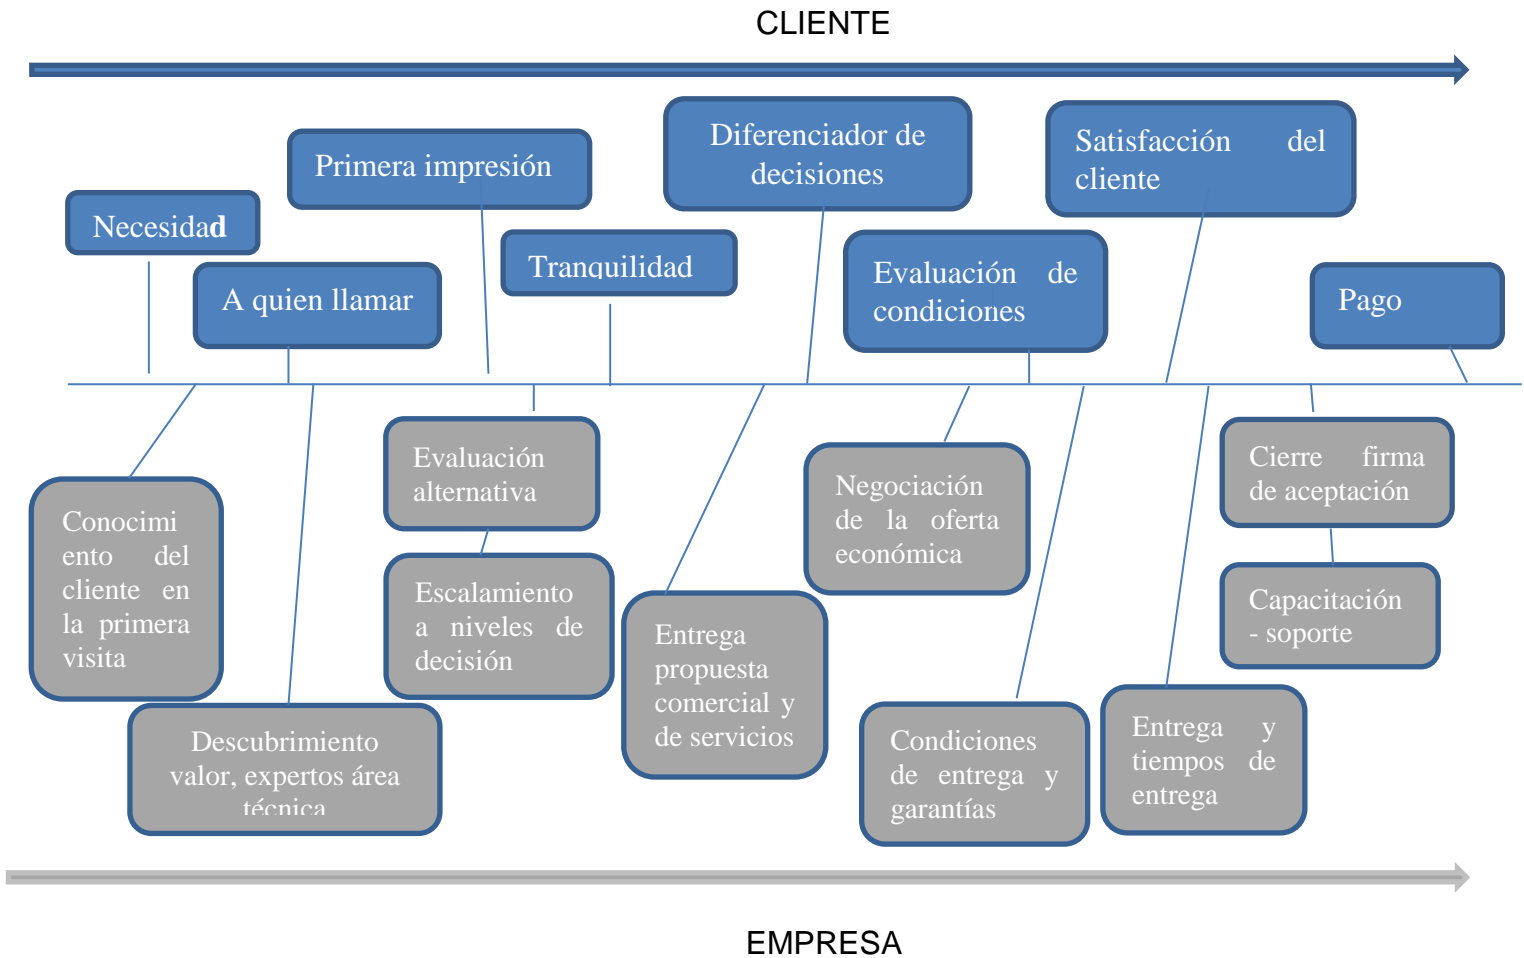 CLIENTE
Necesidad
A quien llamar
Primera impresión
Tranquilidad
Diferenciador de
decisiones
Evaluación de
condiciones
Satisfacción del
cliente
Pago
Conocimi
ento del
cliente en
la primera
visita
Descubrimiento
valor, expertos área
técnica
Evaluación
alternativa
Escalamiento
a niveles de
decisión
Entrega
propuesta
comercial y
de servicios
Negociación
de la oferta
económica
Condiciones
de entrega y
garantías
Entrega y
tiempos de
entrega
Cierre firma
de aceptación
Capacitación
- soporte
EMPRESA